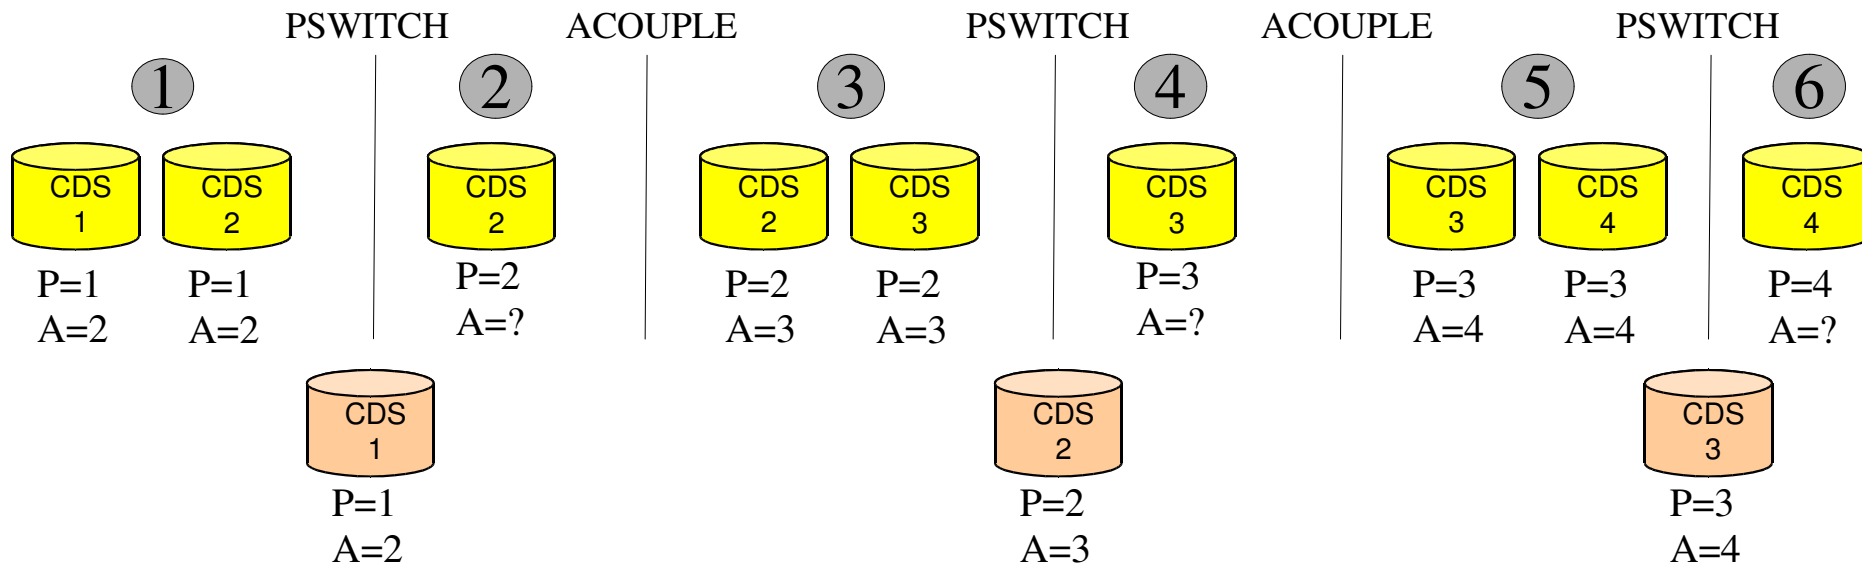 PSWITCH ACOUPLE PSWITCH ACOUPLE PSWITCH
1 2 3 4 5 6
CDS CDS CDS CDS CDS CDS CDS CDS CDS
1 2 2 2 3 3 3 4 4
P=1 P=1 P=2 P=2 P=2 P=3 P=3 P=3 P=4
A=2 A=2 A=? A=3 A=3 A=? A=4 A=4 A=?
CDS CDS CDS
1 2 3
P=1 P=2 P=3
A=2 A=3 A=4